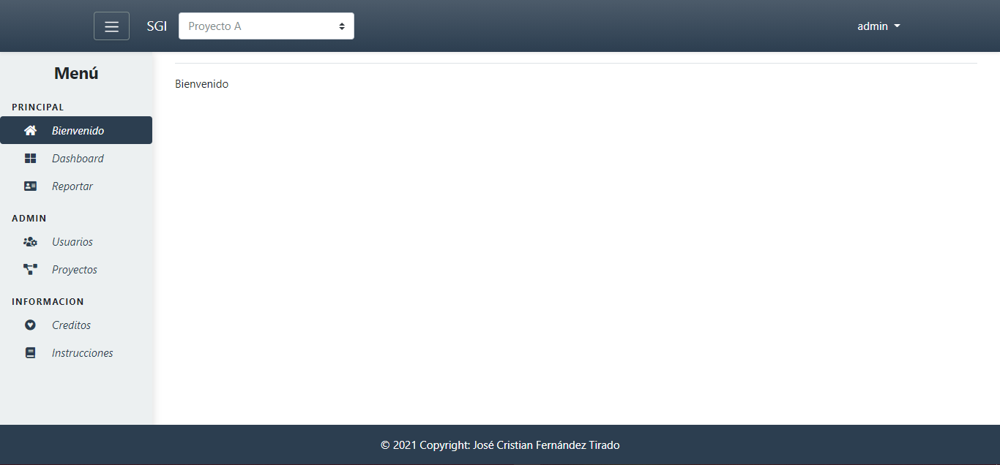 SGI
Proyecto A
admin
Menú
PRINCIPAL
Bienvenido
Dashboard
Reportar
ADMIN
Usuarios
Proyectos
INFORMACION
Creditos
Instrucciones
Bienvenido
© 2021 Copyright: José Cristian Fernández Tirado